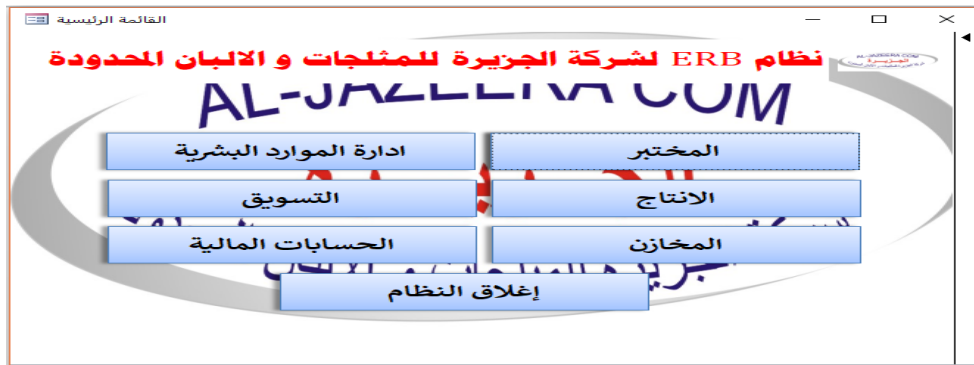 القائمة الرئيسية
نظام ERB لشركة الجزيرة للمثلجات و الالبان المحدودة
AL-JAZEERA COM
المختبر
ادارة الموارد البشرية
الانتاج
التسويق
المخازن
الحسابات المالية
إغلاق النظام